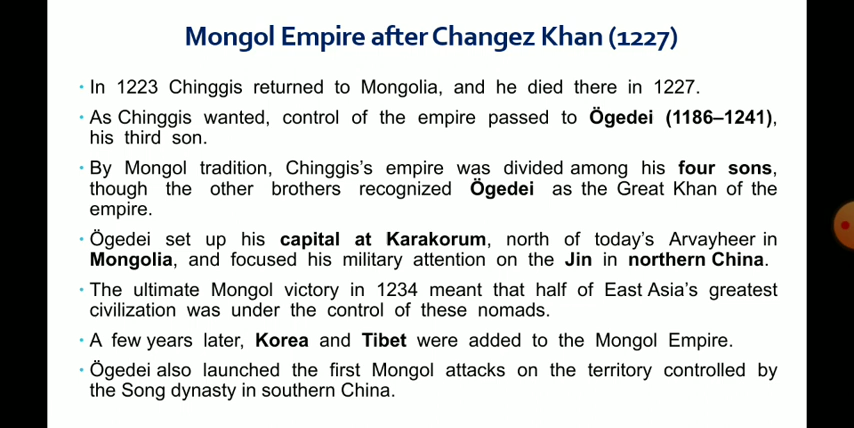 Mongol Empire after Changez Khan (1227)
• In 1223 Chinggis returned to Mongolia, and he died there in 1227.
• As Chinggis wanted, control of the empire passed to Ögedei (1186–1241),
his third son.
• By Mongol tradition, Chinggis's empire was divided among his four sons,
though the other brothers recognized Ögedei as the Great Khan of the
empire.
• Ögedei set up his capital at Karakorum, north of today's Arvayheer in
Mongolia, and focused his military attention on the Jin in northern China.
• The ultimate Mongol victory in 1234 meant that half of East Asia's greatest
civilization was under the control of these nomads.
• A few years later, Korea and Tibet were added to the Mongol Empire.
• Ögedei also launched the first Mongol attacks on the territory controlled by
the Song dynasty in southern China.